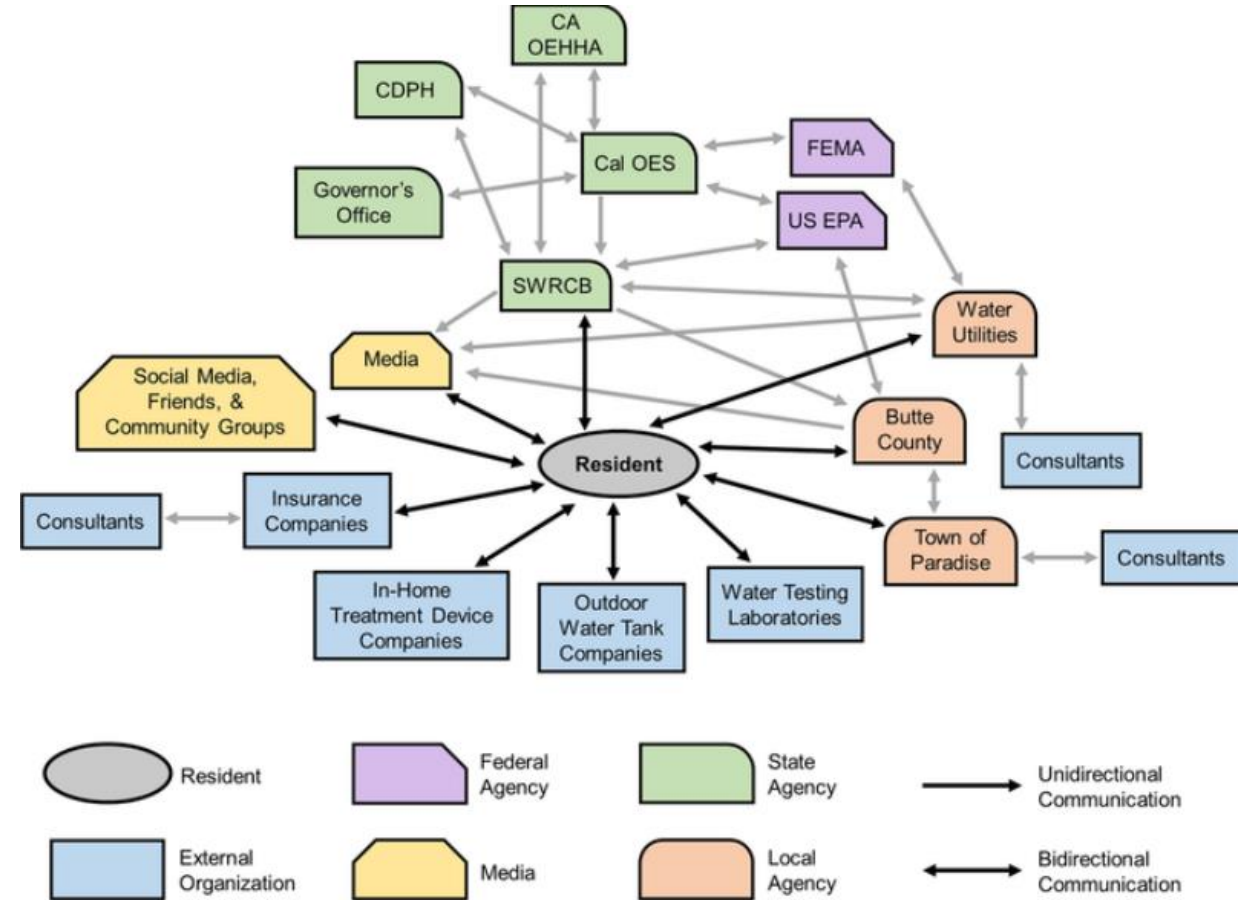 CA
OEHHA
CDPH
Cal OES
FEMA
Governor's
Office
US EPA
SWRCB
Water
Utilities
Media
Social Media,
Friends, &
Community Groups
Butte
County
Consultants
Resident
Consultants
Insurance
Companies
Town of
Paradise
Consultants
In-Home
Treatment Device
Companies
Outdoor
Water Tank
Companies
Water Testing
Laboratories
Resident
Federal
Agency
State
Agency
Unidirectional
Communication
External
Organization
Media
Local
Agency
Bidirectional
Communication